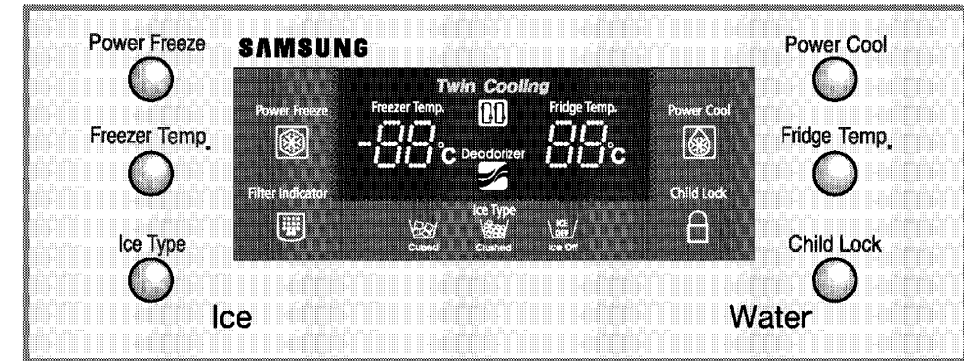 Power Freeze
SAMSUNG
Power Cool
Twin Cooling
Power Freeze
Freezer Temp.
Fridge Temp.
Power Cool
Freezer Temp.
-88°C
Deodorizer
88°C
Fridge Temp.
Filter Indicator
Child Lock
Ice Type
Ice Type
Cubed
Crushed
ICE OFF
Ice Off
Child Lock
Ice
Water